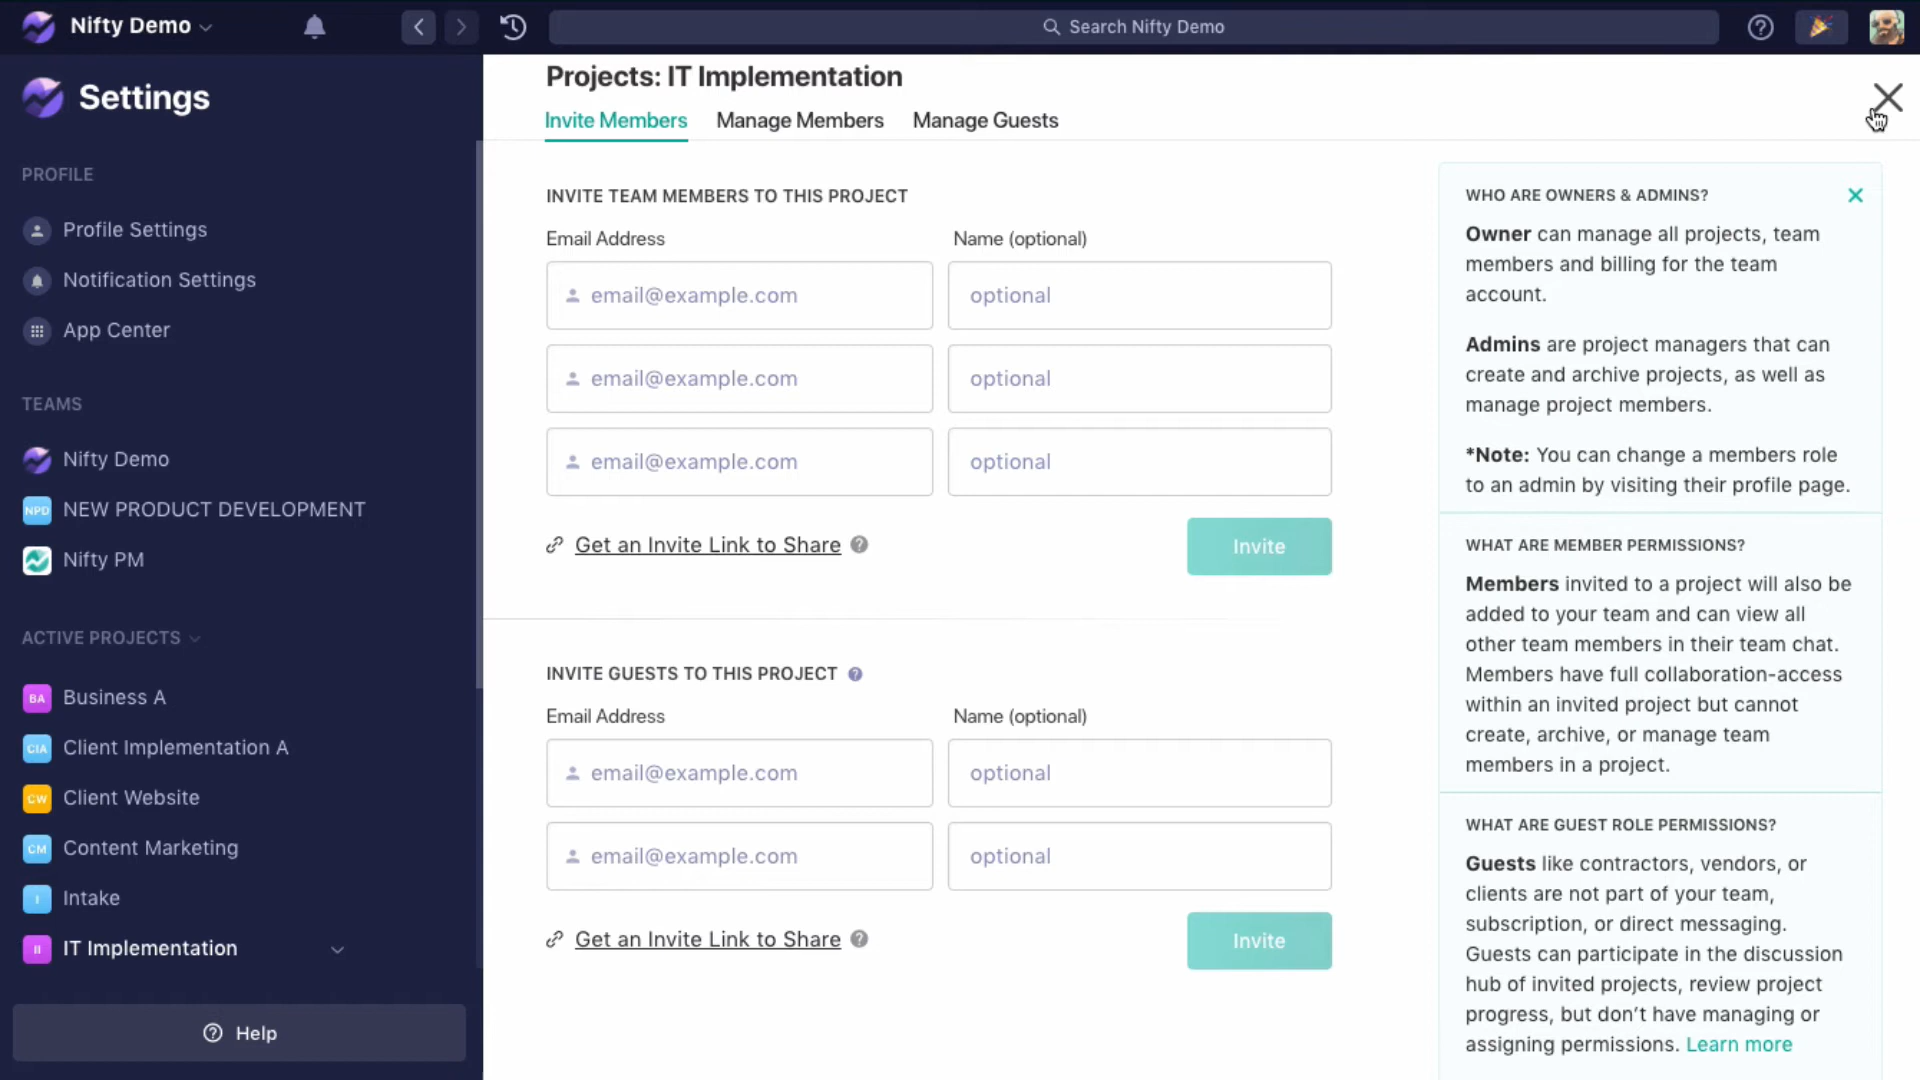 Nifty Demo
Search Nifty Demo
Settings
PROFILE
Profile Settings
Notification Settings
App Center
TEAMS
Nifty Demo
NPD NEW PRODUCT DEVELOPMENT
Nifty PM
ACTIVE PROJECTS
BA Business A
CIA Client Implementation A
CW Client Website
CM Content Marketing
I Intake
II IT Implementation
Help
Projects: IT Implementation
Invite Members Manage Members Manage Guests
INVITE TEAM MEMBERS TO THIS PROJECT
Email Address Name (optional)
email@example.com optional
email@example.com optional
email@example.com optional
Get an Invite Link to Share ? Invite
INVITE GUESTS TO THIS PROJECT ?
Email Address Name (optional)
email@example.com optional
email@example.com optional
Get an Invite Link to Share ? Invite
WHO ARE OWNERS & ADMINS?
Owner can manage all projects, team
members and billing for the team
account.
Admins are project managers that can
create and archive projects, as well as
manage project members.
*Note: You can change a members role
to an admin by visiting their profile page.
WHAT ARE MEMBER PERMISSIONS?
Members invited to a project will also be
added to your team and can view all
other team members in their team chat.
Members have full collaboration-access
within an invited project but cannot
create, archive, or manage team
members in a project.
WHAT ARE GUEST ROLE PERMISSIONS?
Guests like contractors, vendors, or
clients are not part of your team,
subscription, or direct messaging.
Guests can participate in the discussion
hub of invited projects, review project
progress, but don't have managing or
assigning permissions. Learn more